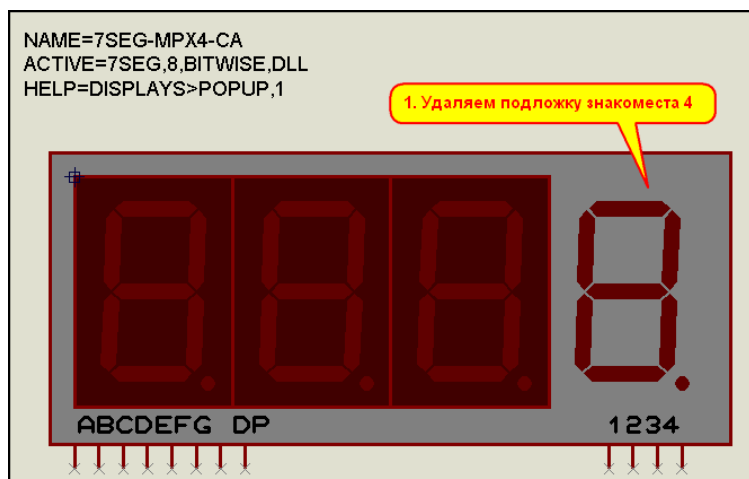 NAME=7SEG-MPX4-CA
ACTIVE=7SEG,8,BITWISE,DLL
HELP=DISPLAYS>POPUP,1
1. Удаляем подложку знакоместа 4
ABCDEFG DP
1234